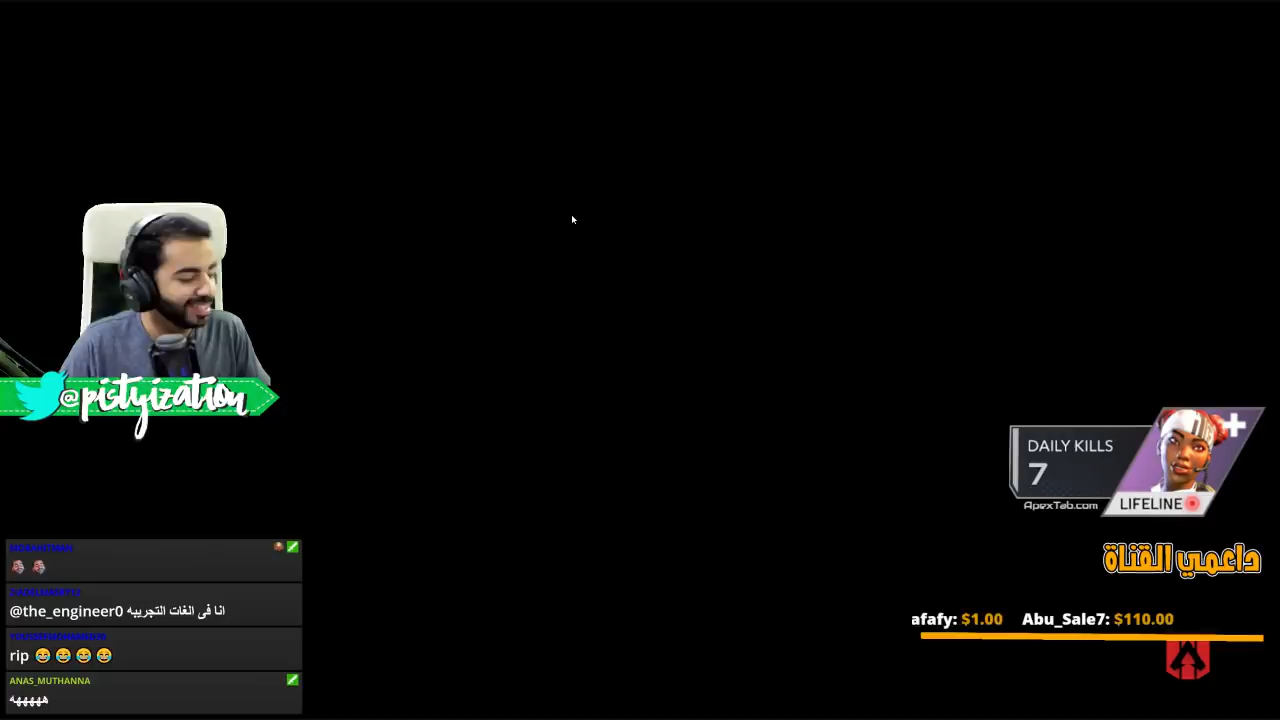 @pistyization
DAILY KILLS
7
ApexTab.com
LIFELINE
داعمي القناة
afafy: $1.00 Abu_Sale7: $110.00
@the_engineer0 انا فى الغات التجريبه
rip 😂 😂 😂 😂
ANAS_MUTHANNA
هههههه